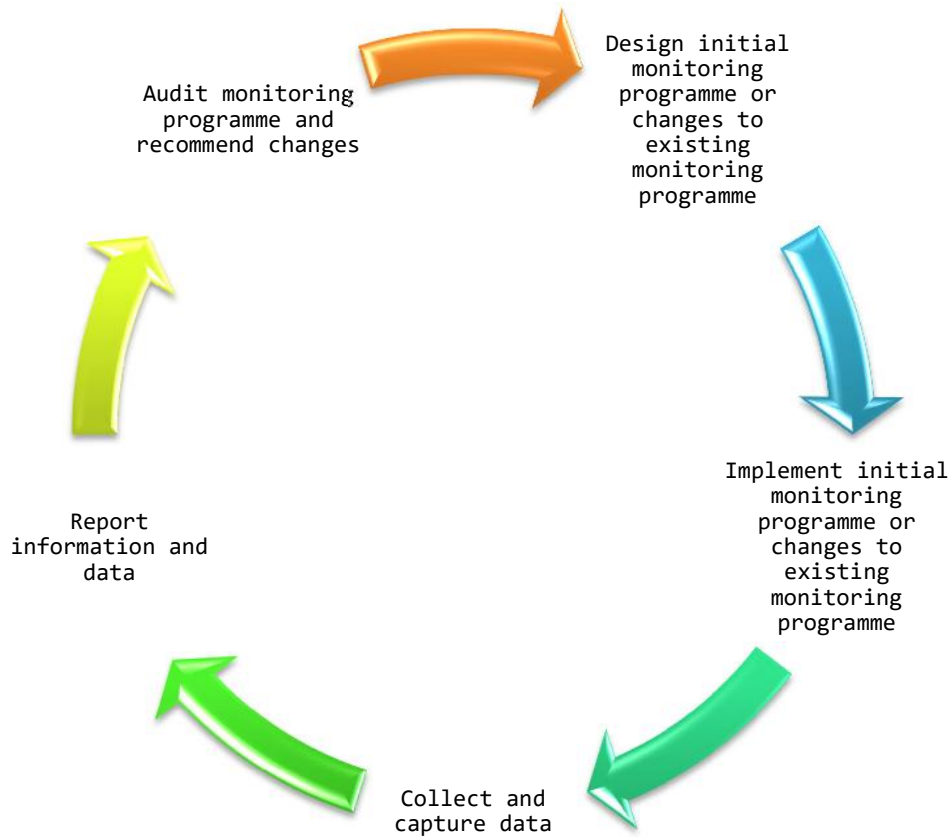 Audit monitoring
programme and
recommend changes
Design initial
monitoring
programme or
changes to
existing
monitoring
programme
Implement initial
monitoring
programme or
changes to
existing
monitoring
programme
Collect and
capture data
Report
information and
data